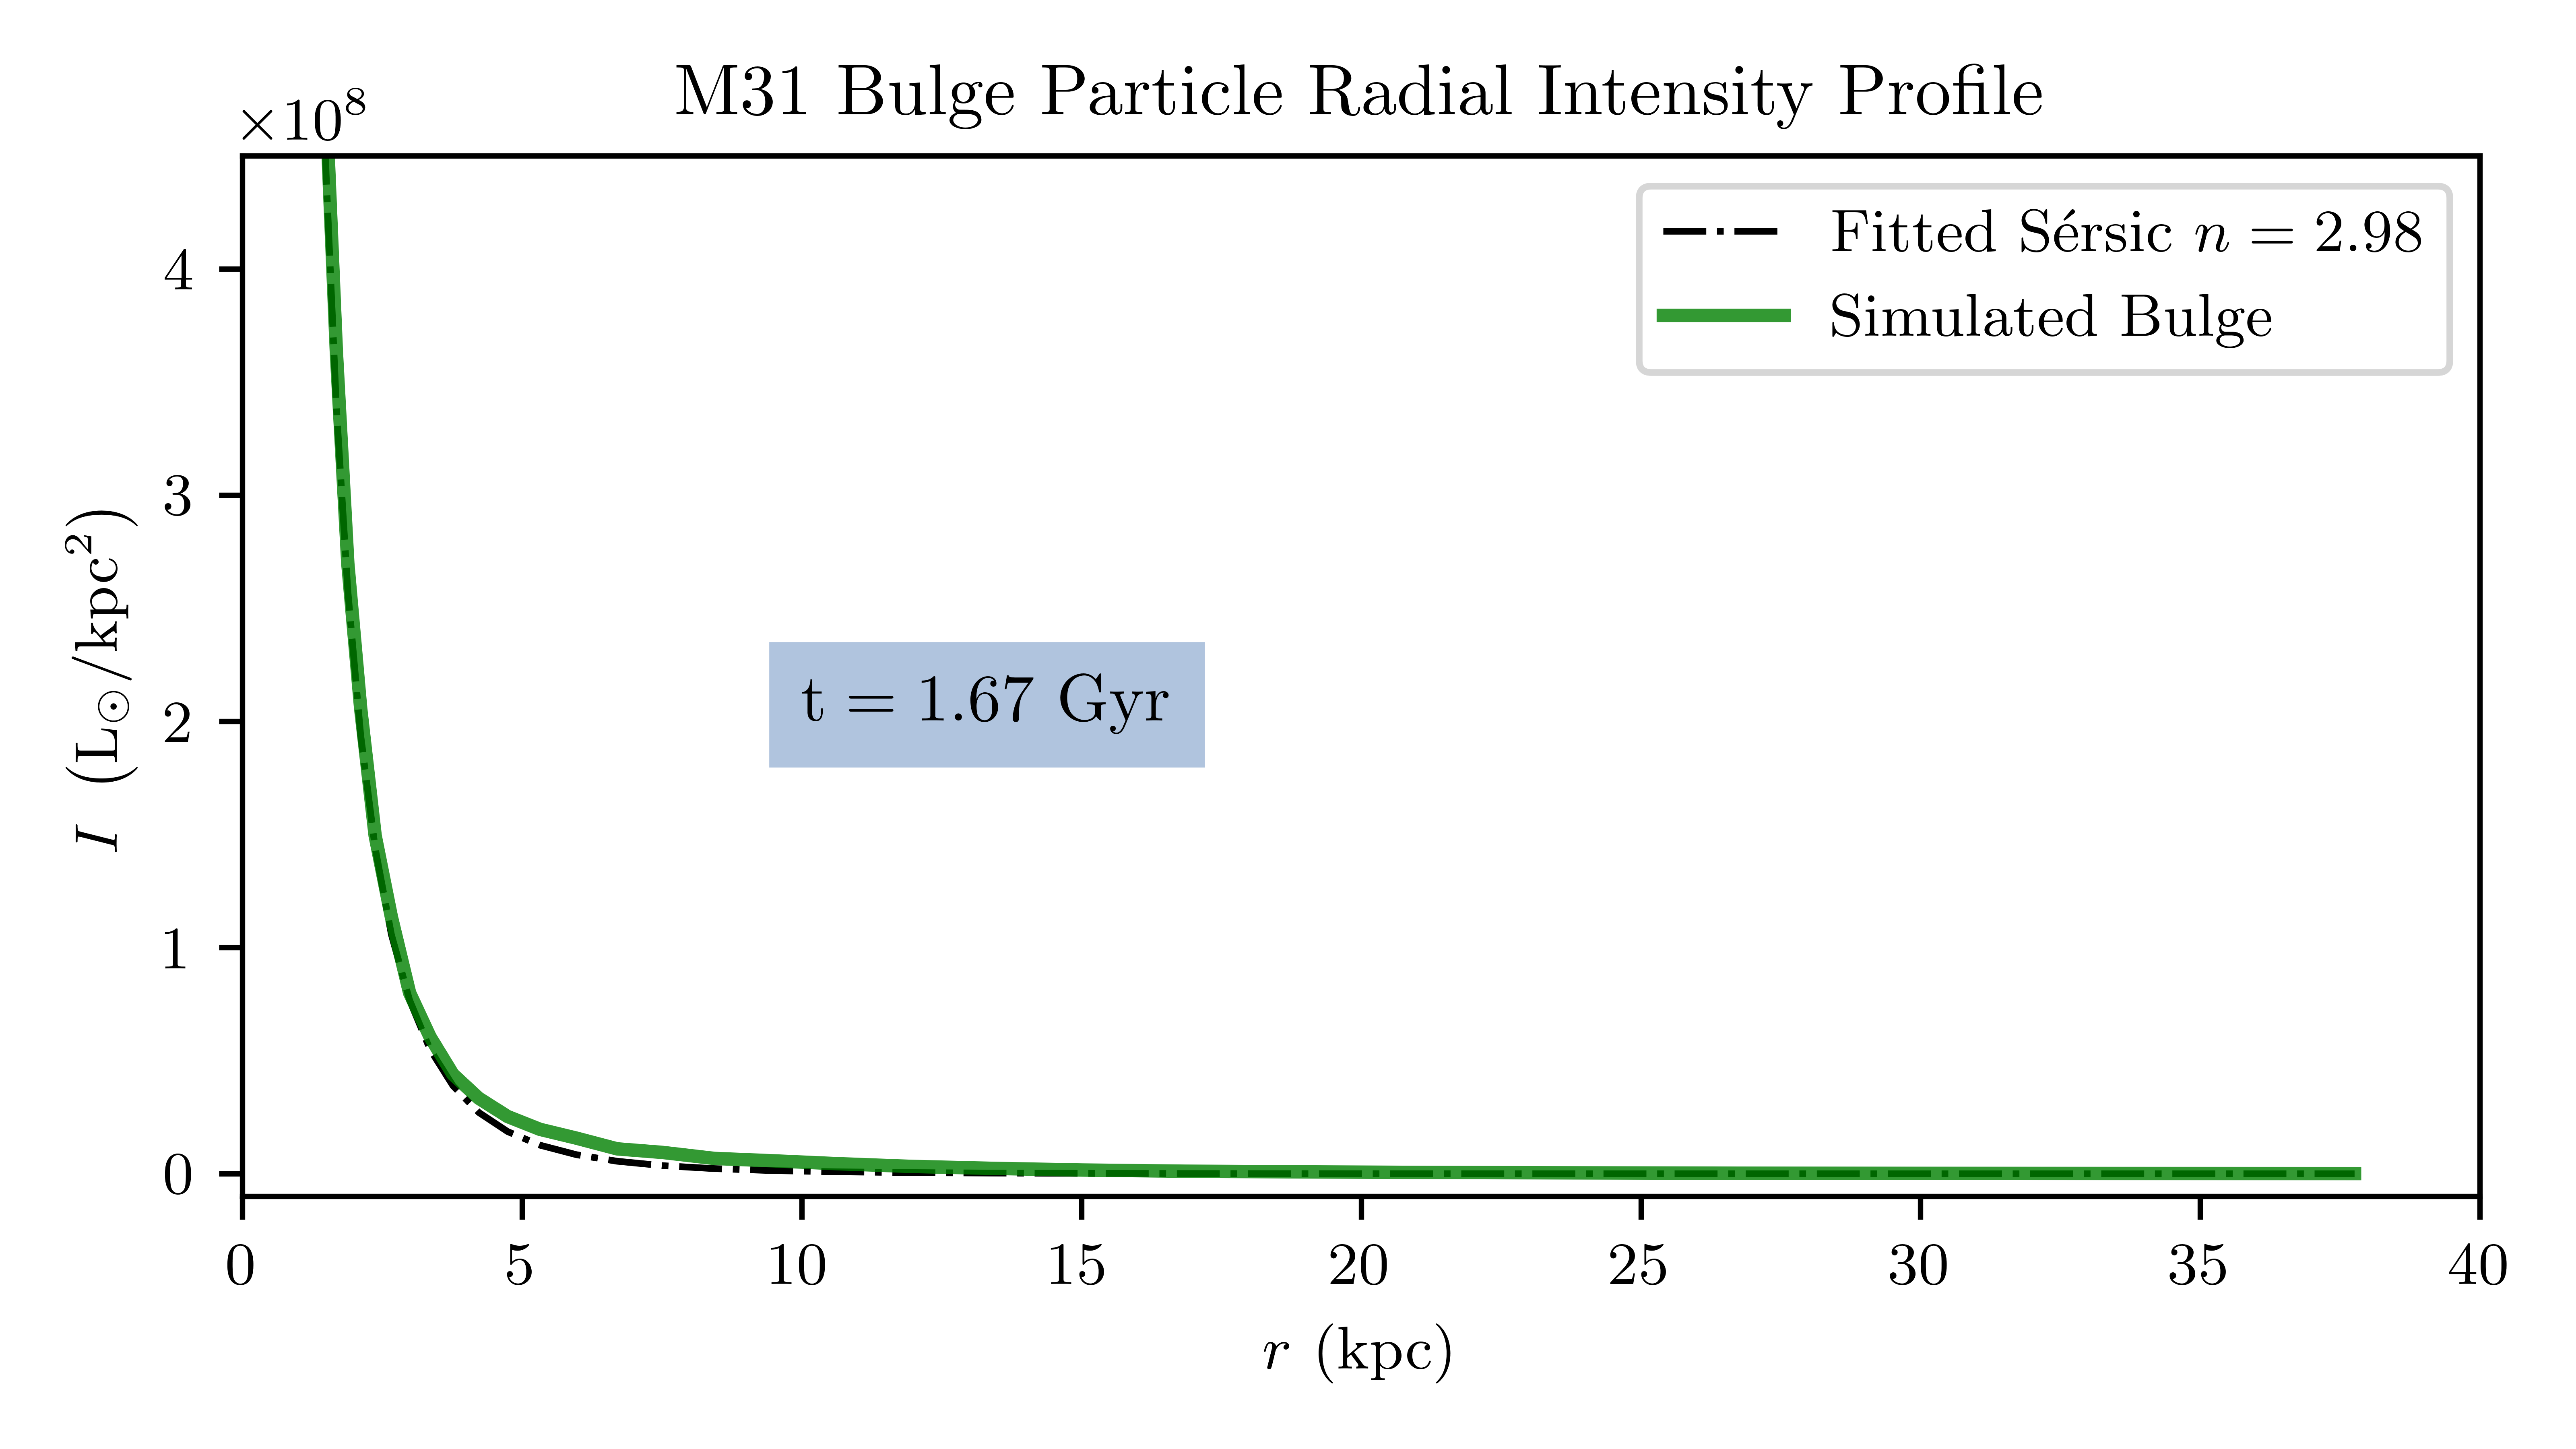 M31 Bulge Particle Radial Intensity Profile
×10⁸
Fitted Sérsic n = 2.98
Simulated Bulge
t = 1.67 Gyr
I (L⊙/kpc²)
4
3
2
1
0
0 5 10 15 20 25 30 35 40
r (kpc)